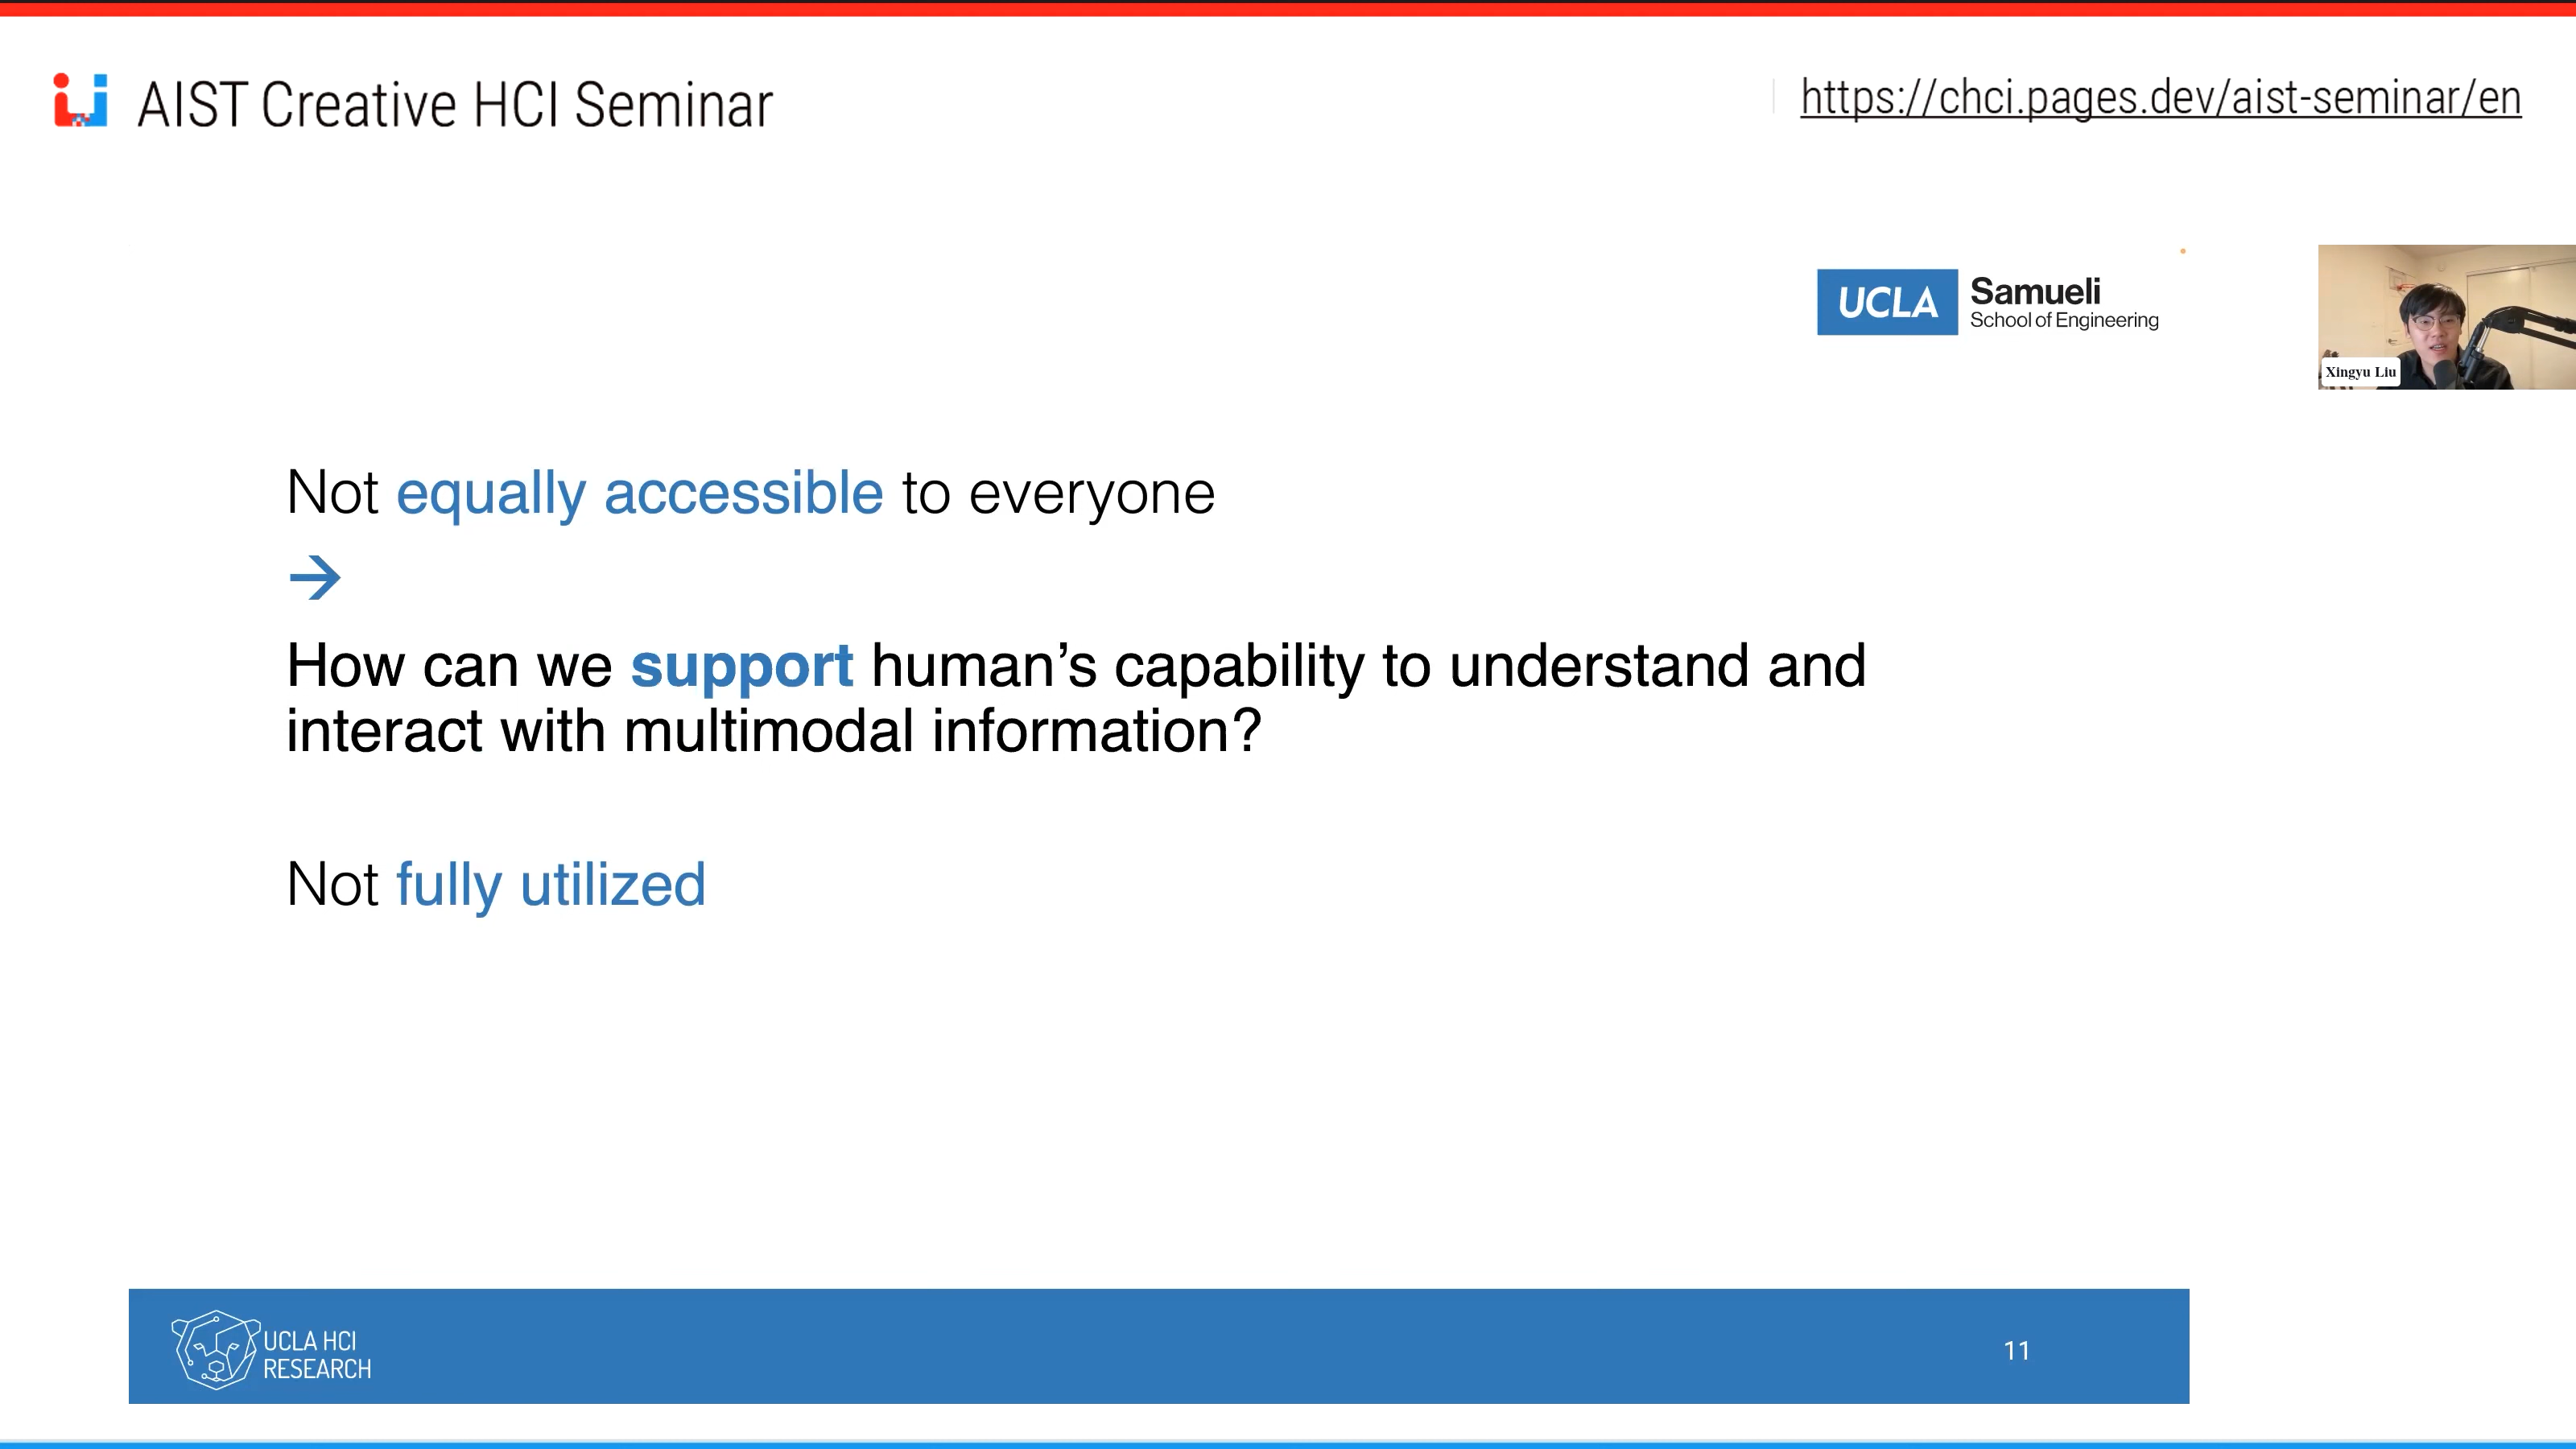 AIST Creative HCI Seminar
https://chci.pages.dev/aist-seminar/en
UCLA
Samueli
School of Engineering
Xingyu Liu
Not equally accessible to everyone
→
How can we support human’s capability to understand and
interact with multimodal information?
Not fully utilized
UCLA HCI
RESEARCH
11